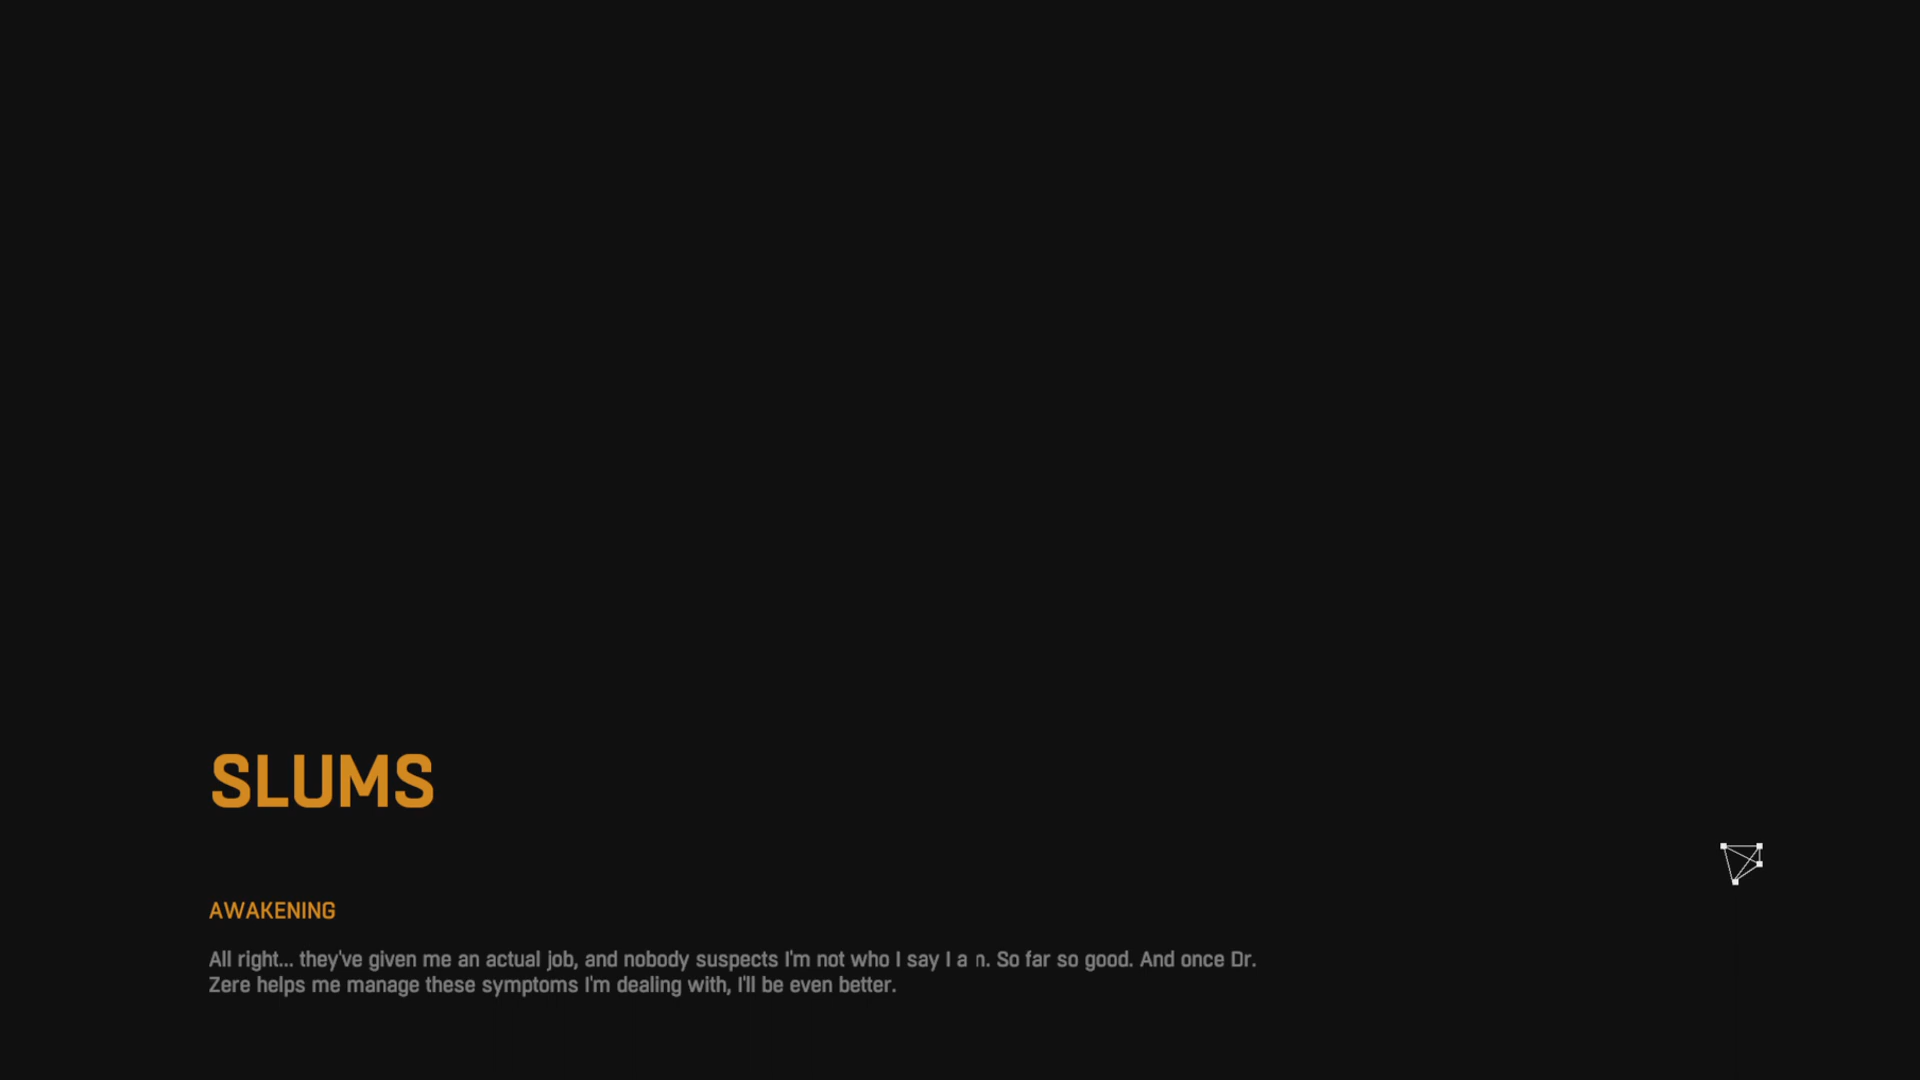 SLUMS
AWAKENING
All right... they've given me an actual job, and nobody suspects I'm not who I say I a n. So far so good. And once Dr.
Zere helps me manage these symptoms I'm dealing with, I'll be even better.